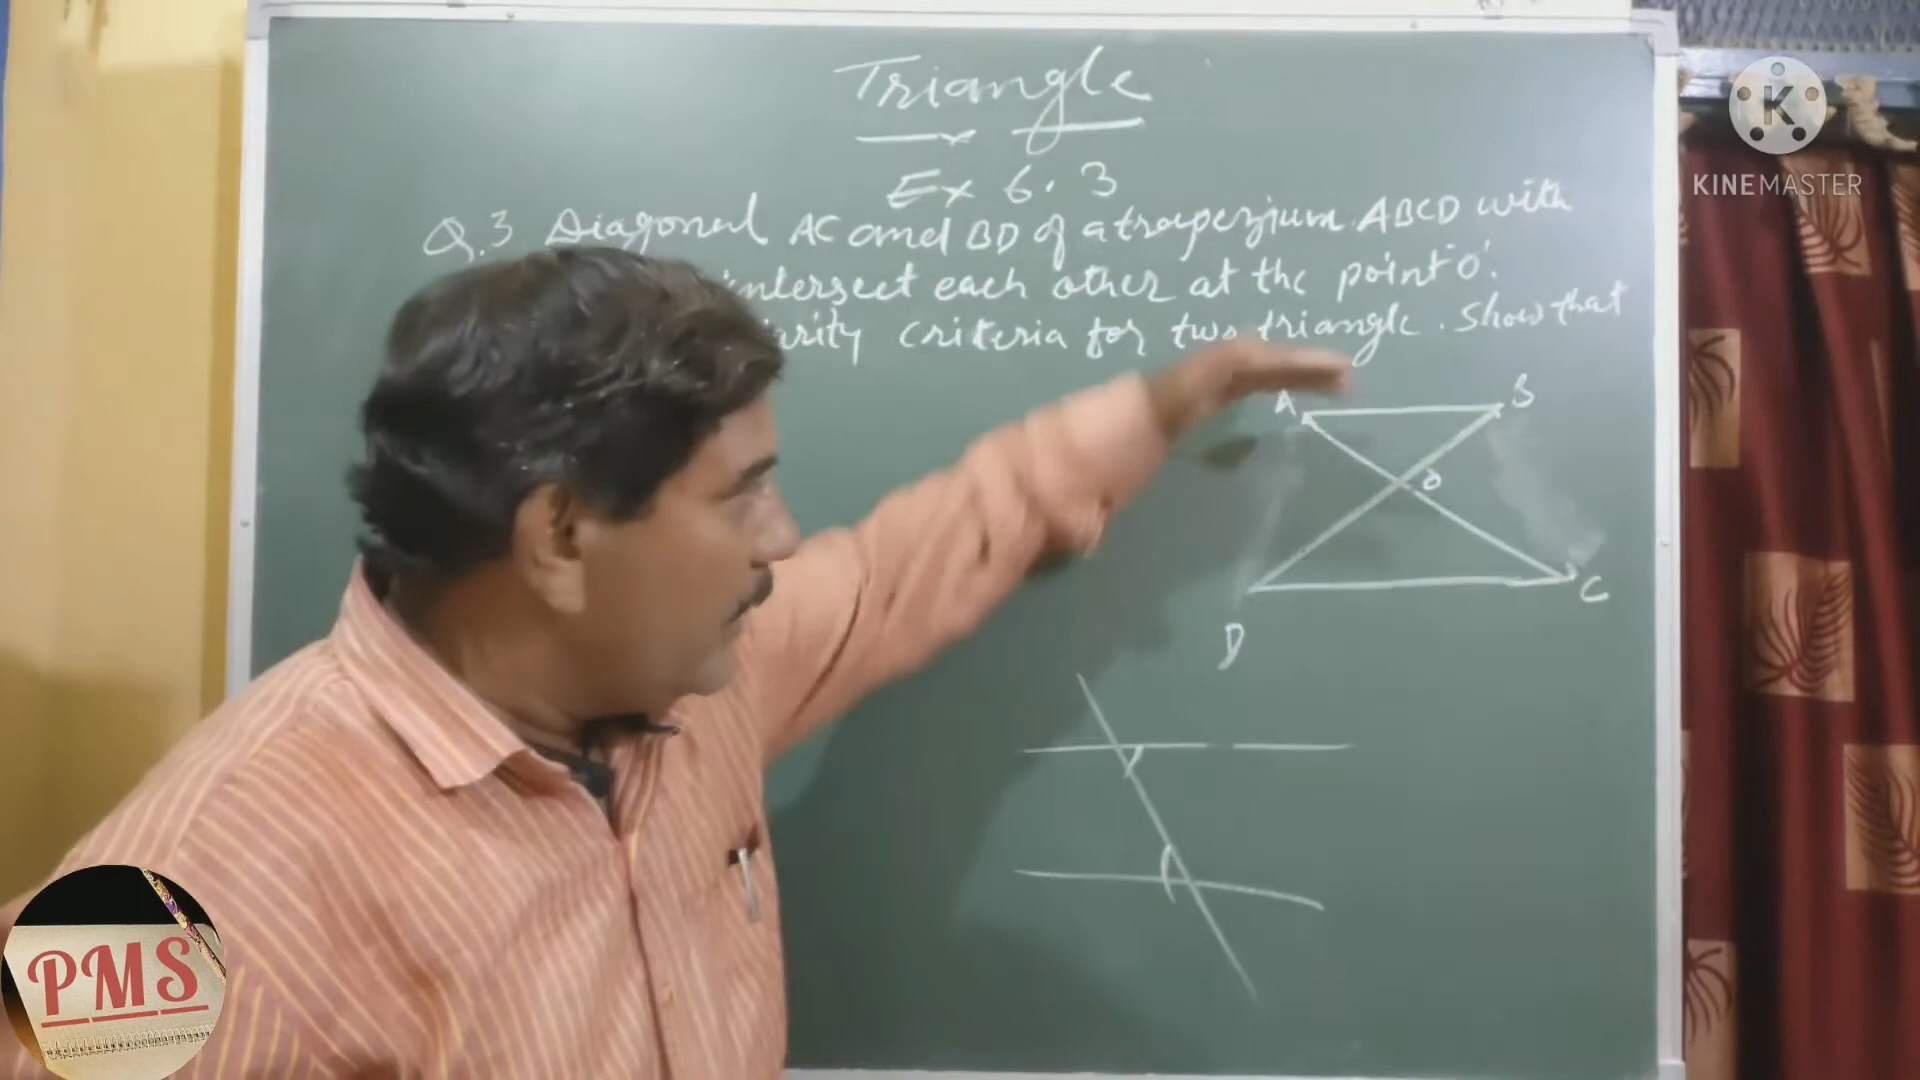 Triangle
Ex 6.3
Q.3 Diagonal AC and BD of a trapezium ABCD with
intersect each other at the point 'O'.
criteria for two triangle. Show that
A B
O
C
D
K
KINEMASTER
PMS